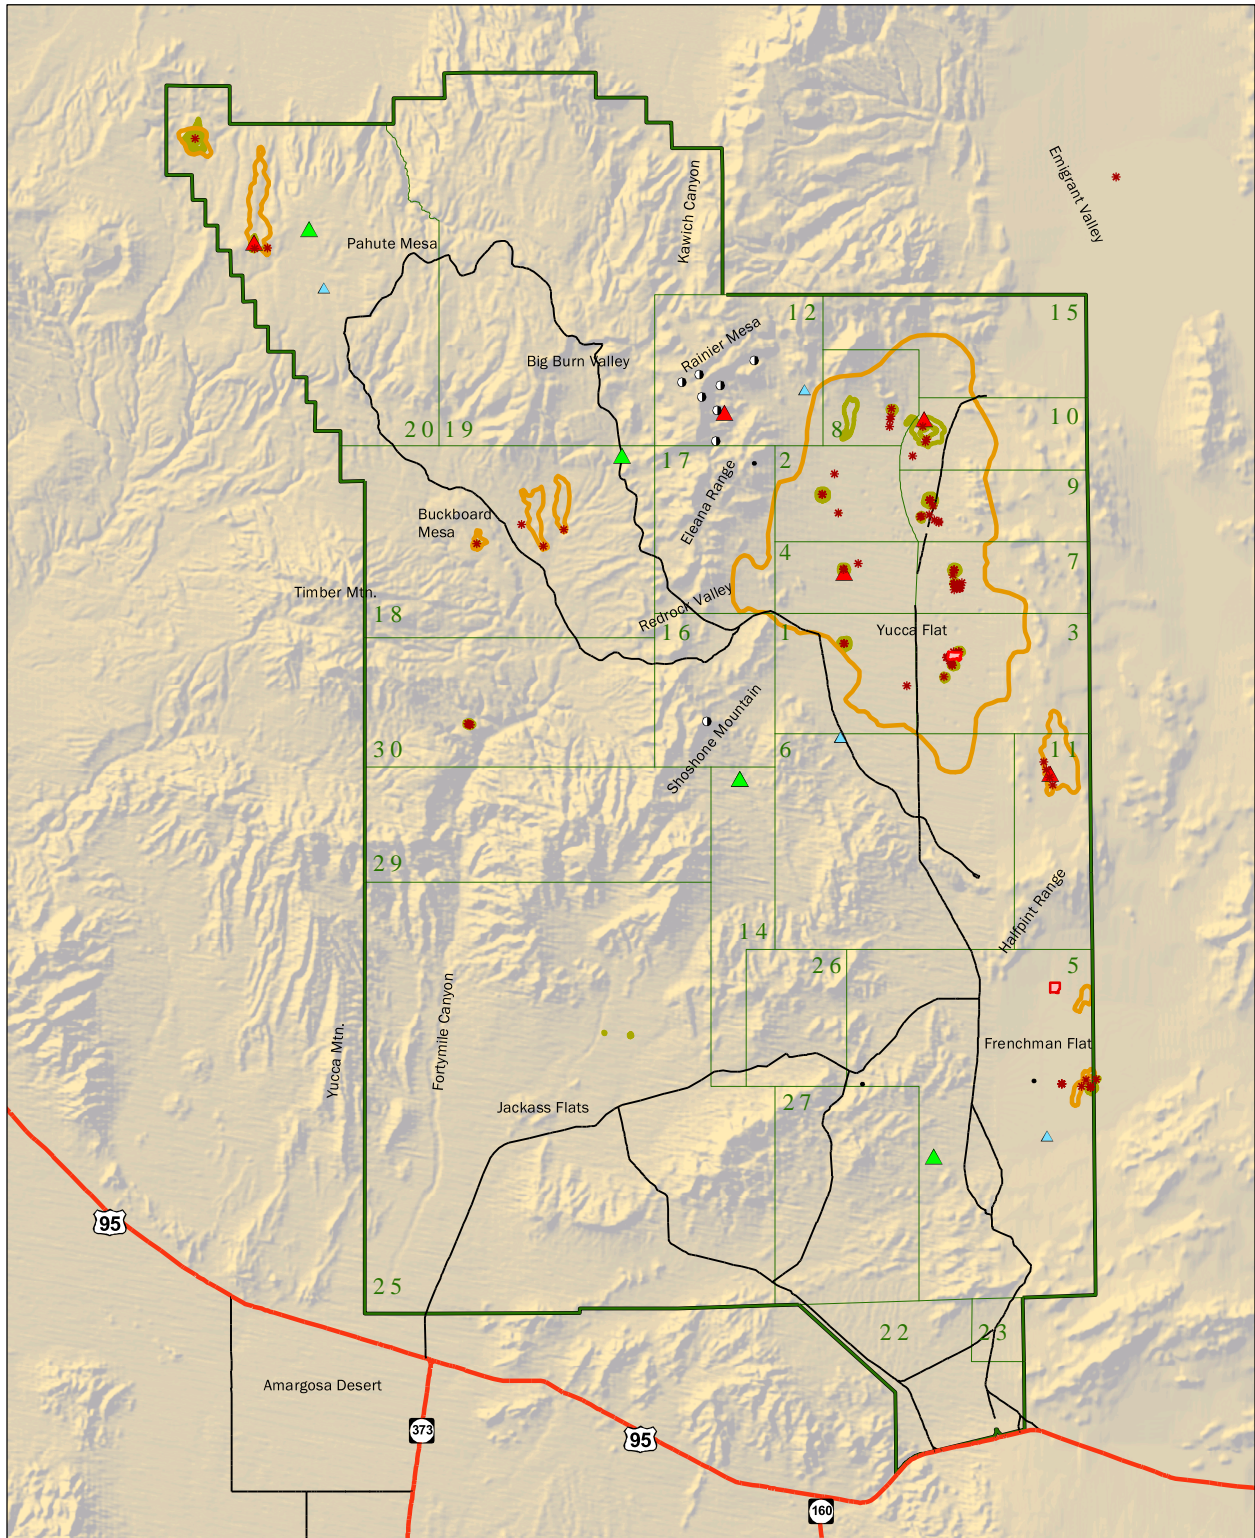 Emigrant Valley
Kawich Canyon
Pahute Mesa
12
15
Rainier Mesa
Big Burn Valley
10
20
19
8
17
2
9
Eleana Range
Buckboard
Mesa
4
7
Timber Mtn.
Redrock Valley
18
16
1
Yucca Flat
3
Shoshone Mountain
30
6
11
29
Halfpint Range
14
26
5
Fortymile Canyon
Yucca Mtn.
Frenchman Flat
Jackass Flats
27
95
25
22
23
Amargosa Desert
373
95
160